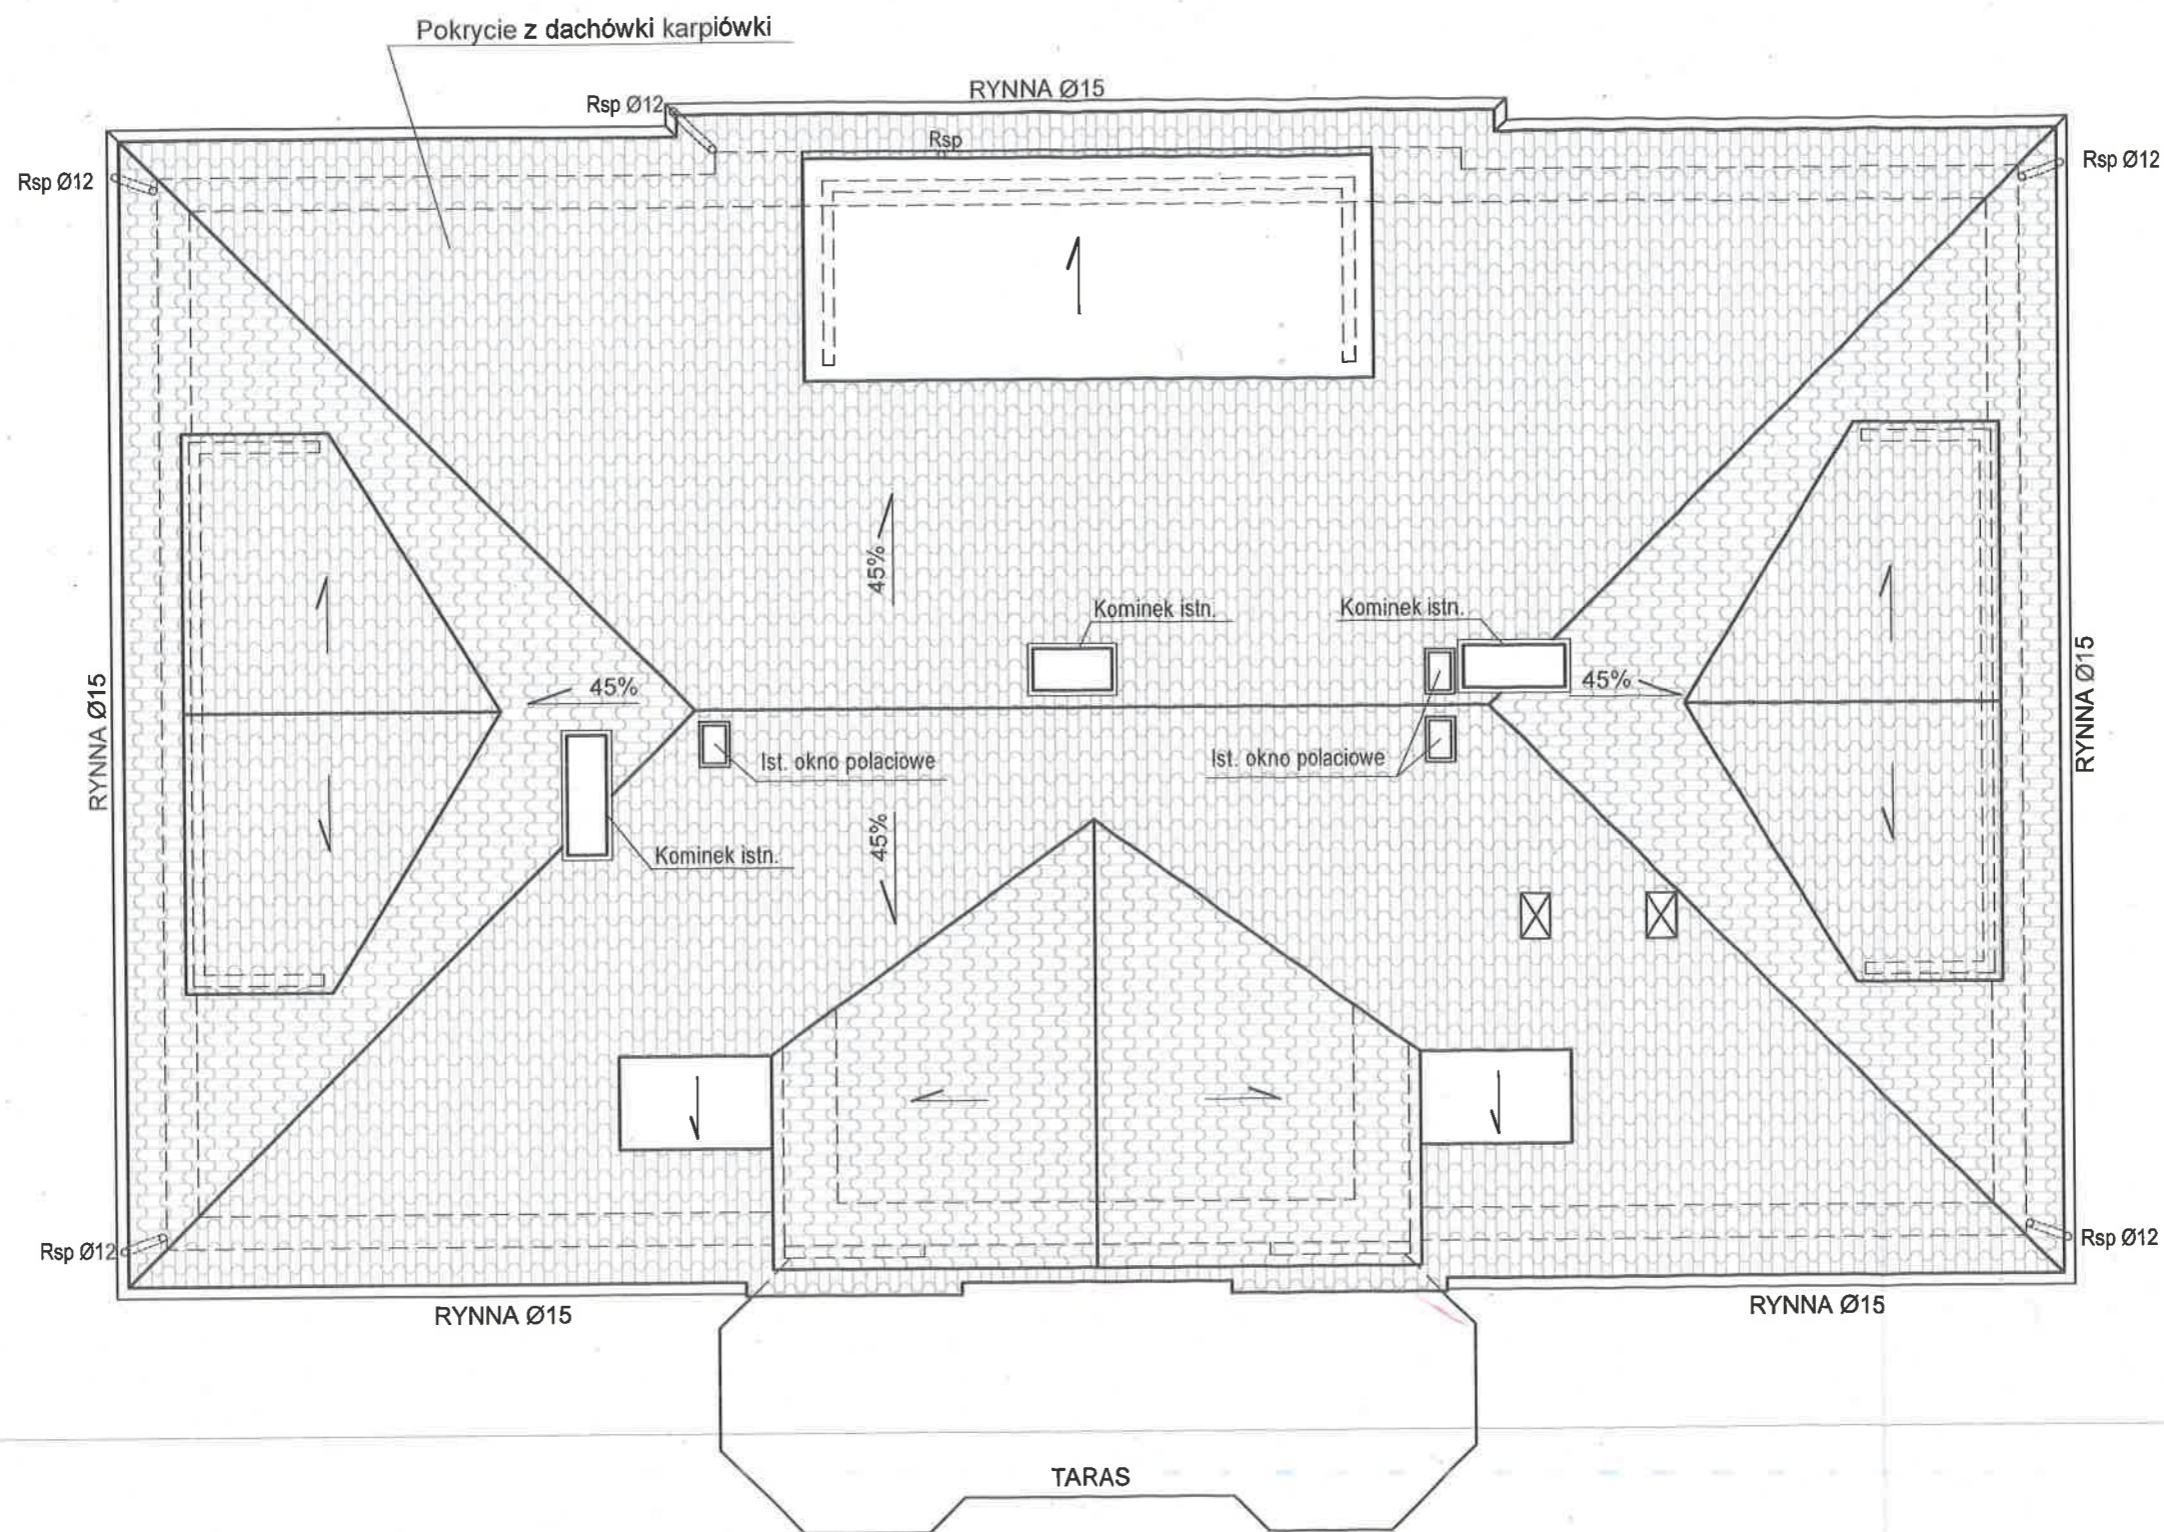 Pokrycie z dachówki karpiówki
RYNNA Ø15
Rsp Ø12
Rsp
Rsp Ø12
Rsp Ø12
45%
Kominek istn.
Kominek istn.
45%
45%
RYNNA Ø15
RYNNA Ø15
Ist. okno polaciowe
Ist. okno polaciowe
45%
Kominek istn.
Rsp Ø12
Rsp Ø12
RYNNA Ø15
RYNNA Ø15
TARAS